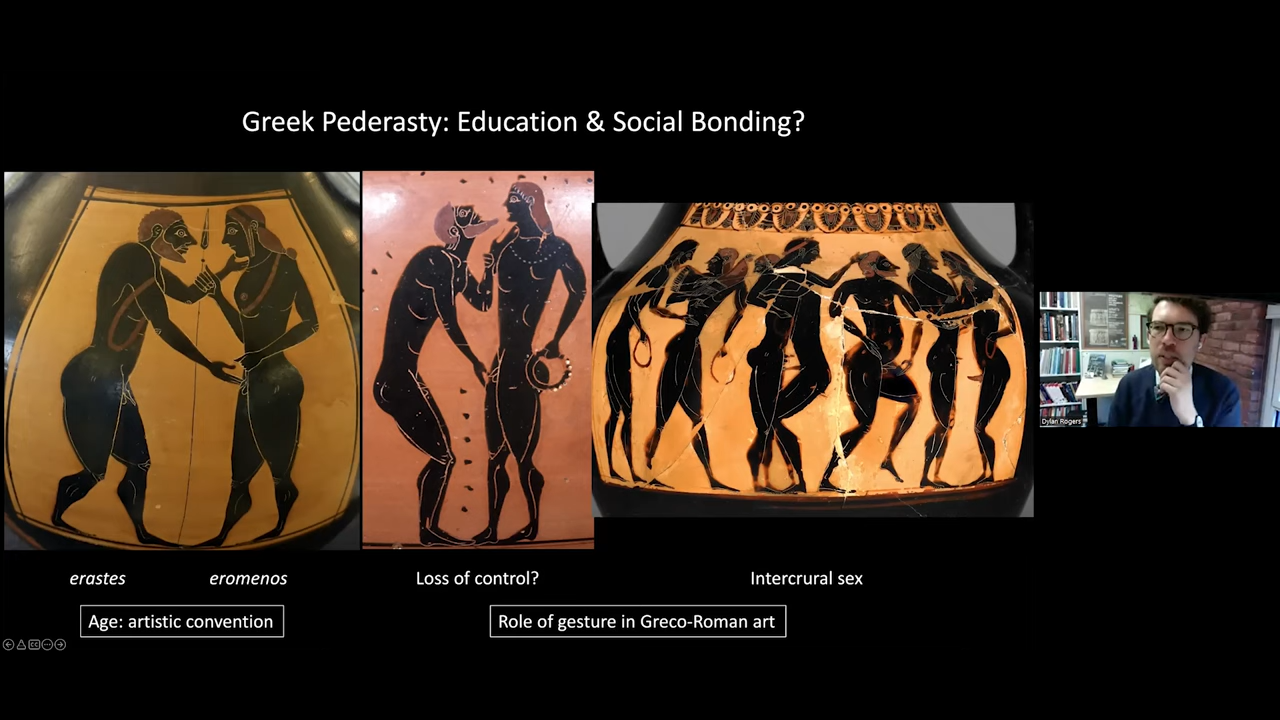 Greek Pederasty: Education & Social Bonding?
Dylan Rogers
erastes
eromenos
Loss of control?
Intercrural sex
Age: artistic convention
Role of gesture in Greco-Roman art